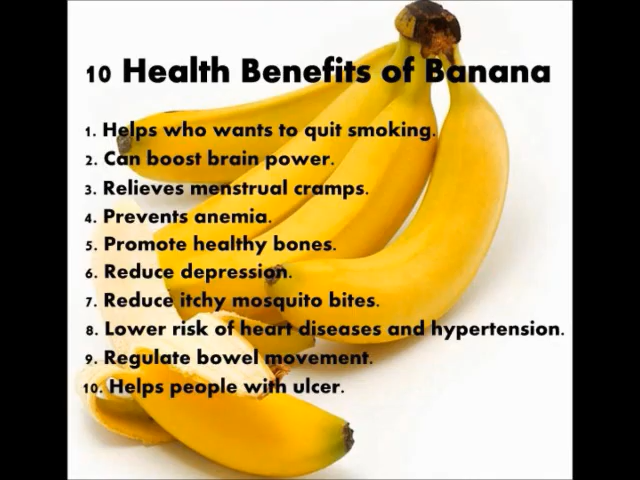 10 Health Benefits of Banana
1. Helps who wants to quit smoking.
2. Can boost brain power.
3. Relieves menstrual cramps.
4. Prevents anemia.
5. Promote healthy bones.
6. Reduce depression.
7. Reduce itchy mosquito bites.
8. Lower risk of heart diseases and hypertension.
9. Regulate bowel movement.
10. Helps people with ulcer.